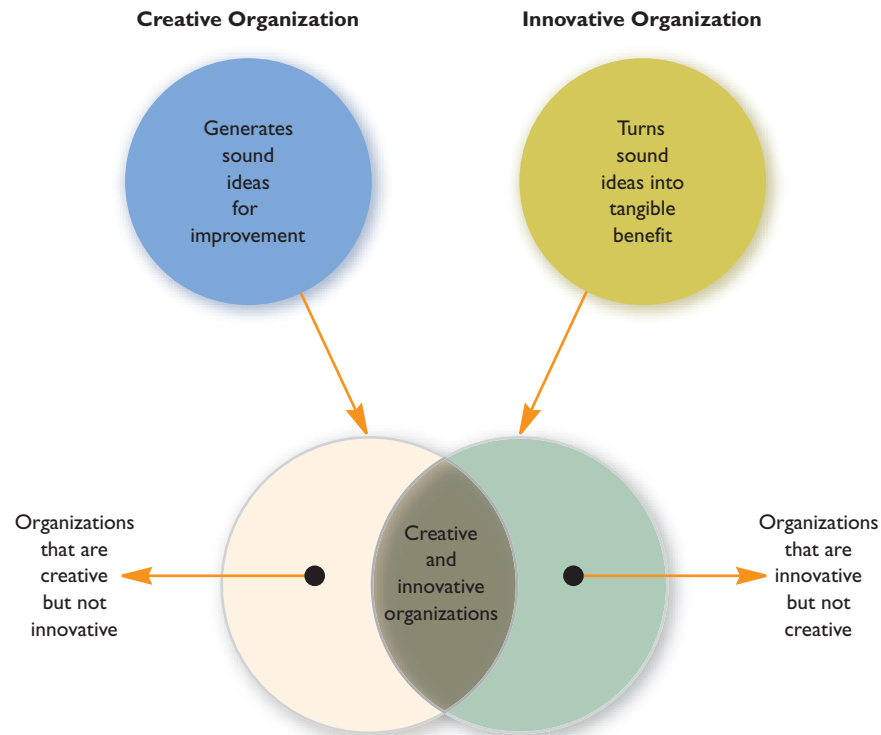 Creative Organization
Innovative Organization
Generates
sound
ideas
for
improvement
Turns
sound
ideas into
tangible
benefit
Organizations
that are
creative
but not
innovative
Creative
and
innovative
organizations
Organizations
that are
innovative
but not
creative